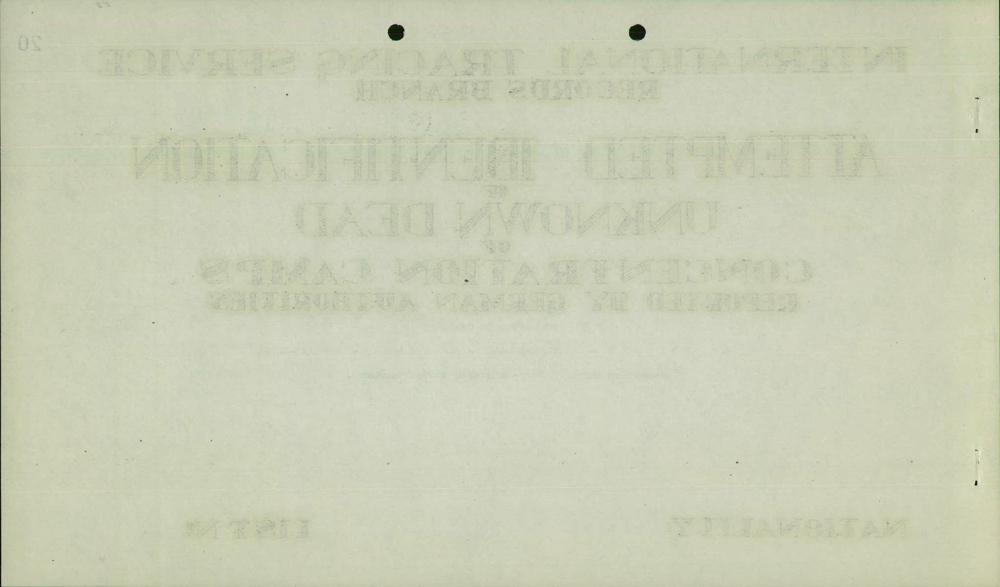 20
INTERNATIONAL TRACING SERVICE
RECORDS BRANCH
ATTEMPTED IDENTIFICATION
OF
UNKNOWN DEAD
OF
CONCENTRATION CAMPS
REPORTED BY GERMAN AUTHORITIES
NATIONALITY LIST Nº